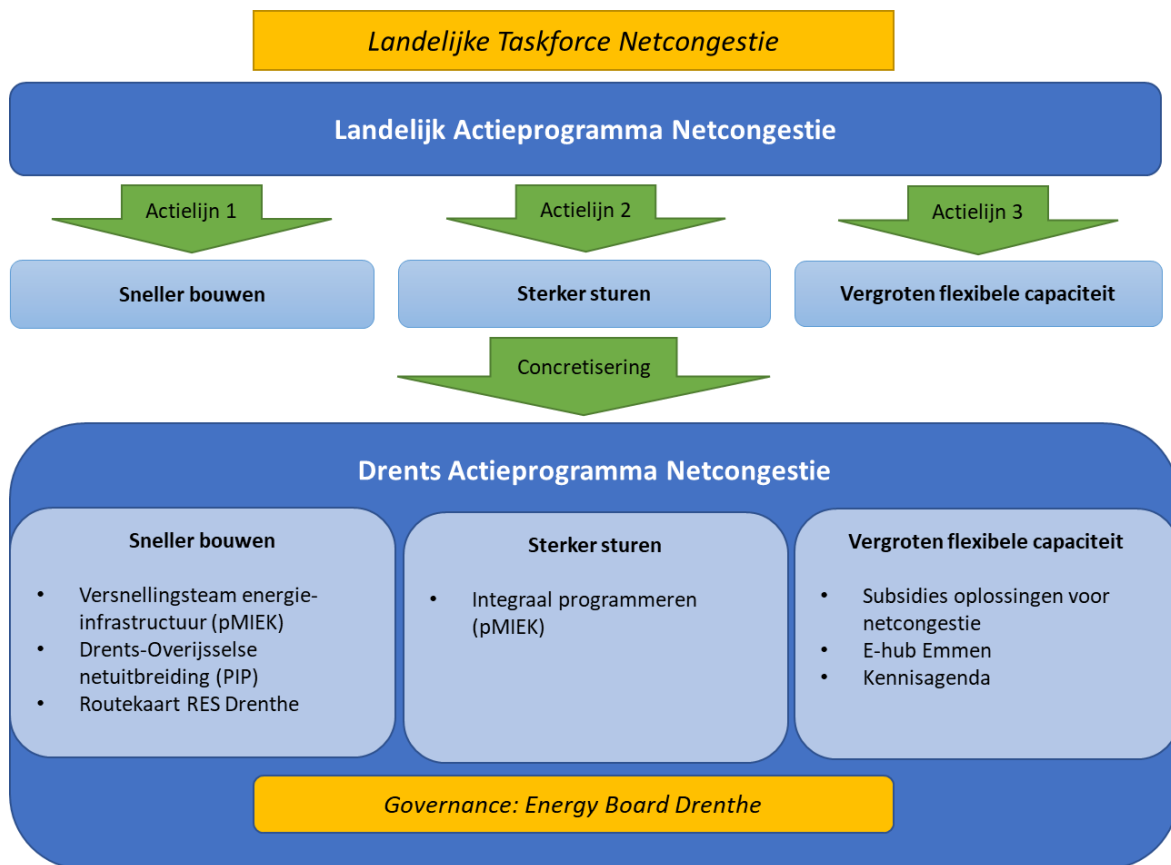 Landelijke Taskforce Netcongestie
Landelijk Actieprogramma Netcongestie
Actielijn 1
Actielijn 2
Actielijn 3
Sneller bouwen
Sterker sturen
Vergroten flexibele capaciteit
Concretisering
Drents Actieprogramma Netcongestie
Sneller bouwen
• Versnellingsteam energie-
infrastructuur (pMIEK)
• Drents-Overijsselse
netuitbreiding (PIP)
• Routekaart RES Drenthe
Sterker sturen
• Integraal programmeren
(pMIEK)
Vergroten flexibele capaciteit
• Subsidies oplossingen voor
netcongestie
• E-hub Emmen
• Kennisagenda
Governance: Energy Board Drenthe